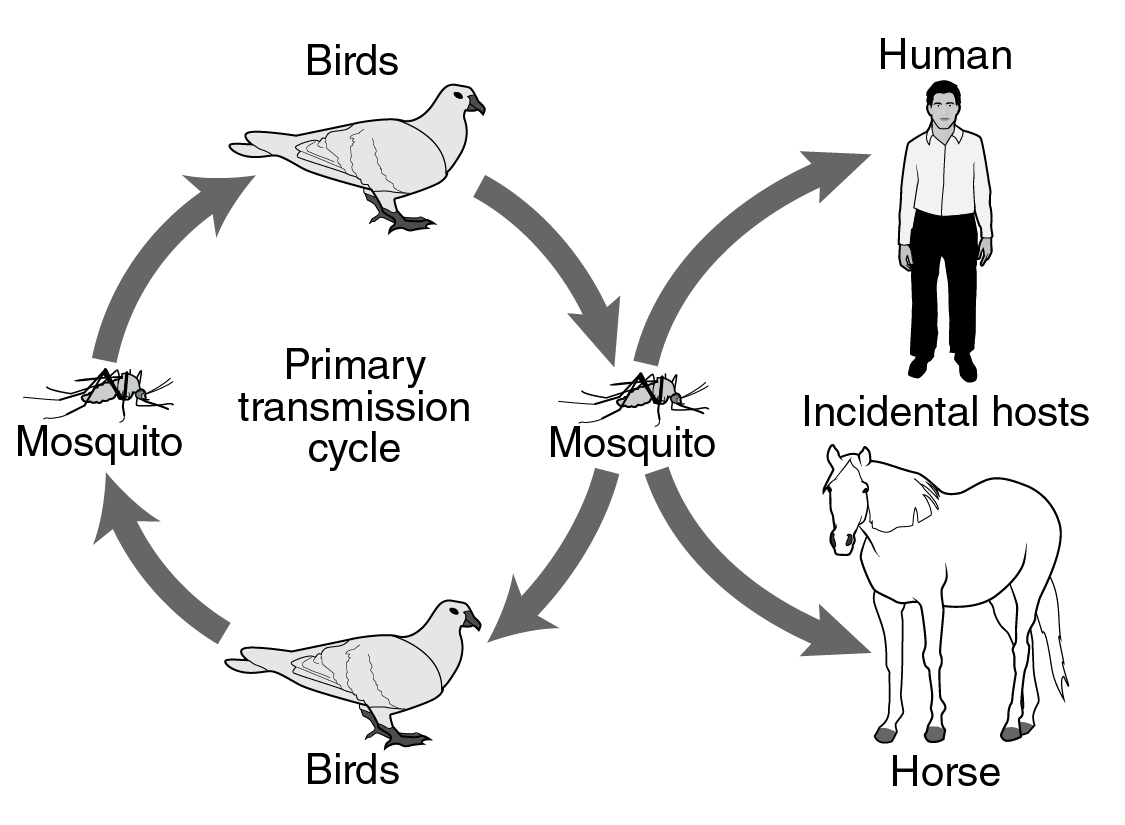 Birds
Human
Primary
transmission
cycle
Mosquito
Mosquito
Incidental hosts
Birds
Horse